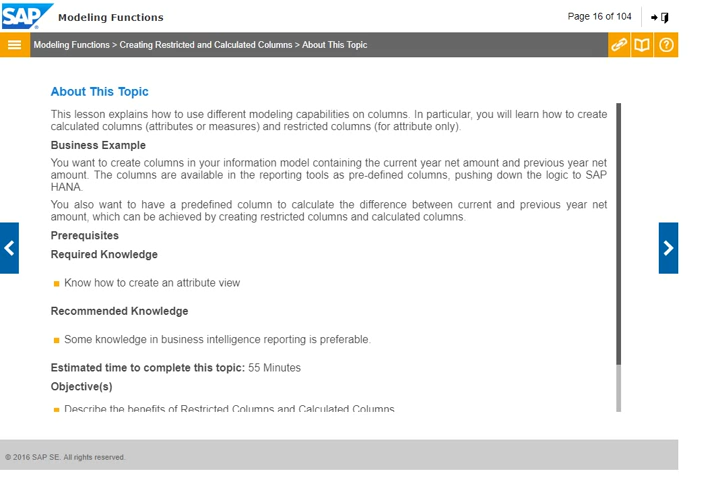 SAP
Modeling Functions
Page 16 of 104
Modeling Functions > Creating Restricted and Calculated Columns > About This Topic
About This Topic
This lesson explains how to use different modeling capabilities on columns. In particular, you will learn how to create
calculated columns (attributes or measures) and restricted columns (for attribute only).
Business Example
You want to create columns in your information model containing the current year net amount and previous year net
amount. The columns are available in the reporting tools as pre-defined columns, pushing down the logic to SAP
HANA.
You also want to have a predefined column to calculate the difference between current and previous year net
amount, which can be achieved by creating restricted columns and calculated columns.
Prerequisites
Required Knowledge
Know how to create an attribute view
Recommended Knowledge
Some knowledge in business intelligence reporting is preferable.
Estimated time to complete this topic: 55 Minutes
Objective(s)
Describe the benefits of Restricted Columns and Calculated Columns
© 2016 SAP SE. All rights reserved.